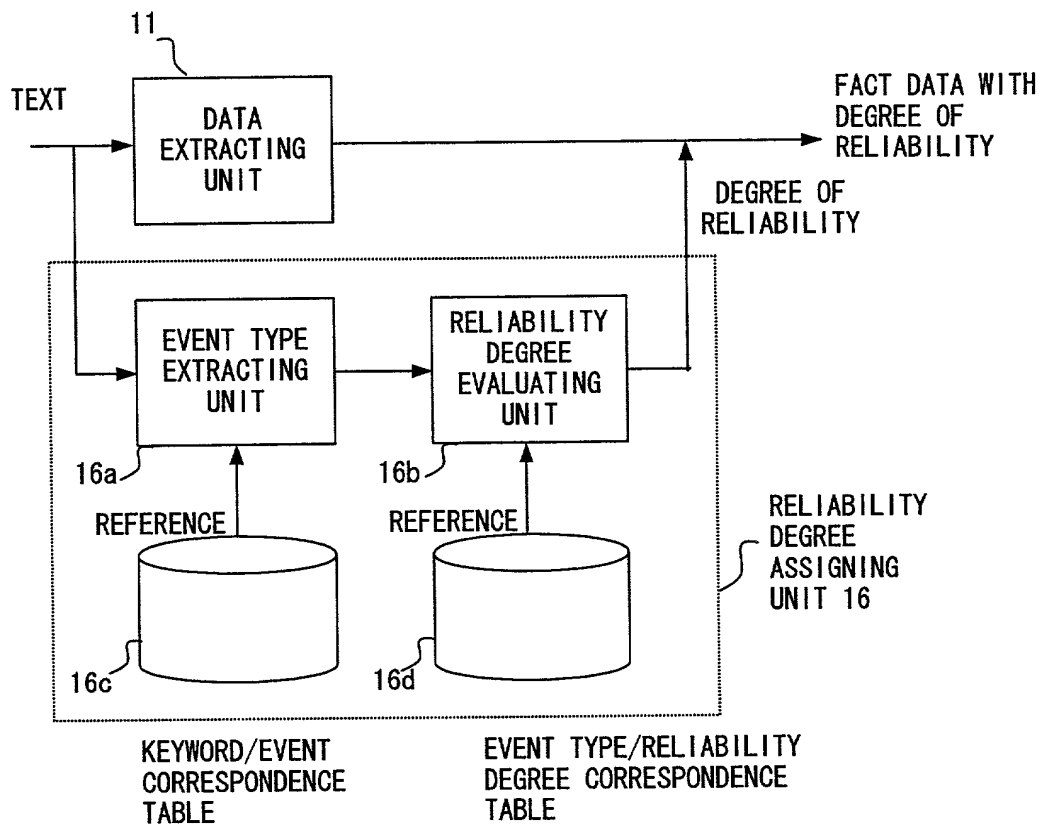 11
TEXT
DATA
EXTRACTING
UNIT
FACT DATA WITH
DEGREE OF
RELIABILITY
DEGREE OF
RELIABILITY
EVENT TYPE
EXTRACTING
UNIT
RELIABILITY
DEGREE
EVALUATING
UNIT
16a
16b
REFERENCE
REFERENCE
RELIABILITY
DEGREE
ASSIGNING
UNIT 16
16c
16d
KEYWORD/EVENT
CORRESPONDENCE
TABLE
EVENT TYPE/RELIABILITY
DEGREE CORRESPONDENCE
TABLE